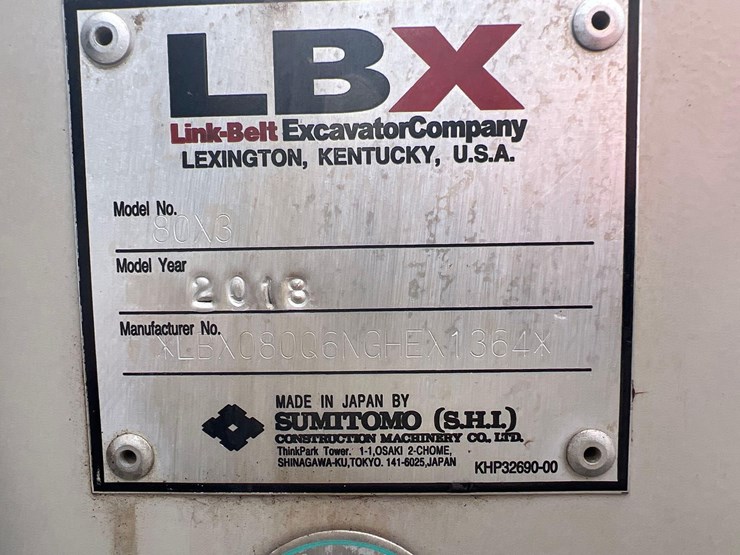 LBX
Link-Belt ExcavatorCompany
LEXINGTON, KENTUCKY, U.S.A.
Model No.
80X3
Model Year
2018
Manufacturer No.
*LBX080Q6NGHEX1364*
MADE IN JAPAN BY
SUMITOMO (S.H.I.)
CONSTRUCTION MACHINERY CO., LTD.
ThinkPark Tower. 1-1,OSAKI 2-CHOME,
SHINAGAWA-KU,TOKYO. 141-6025,JAPAN
KHP32690-00